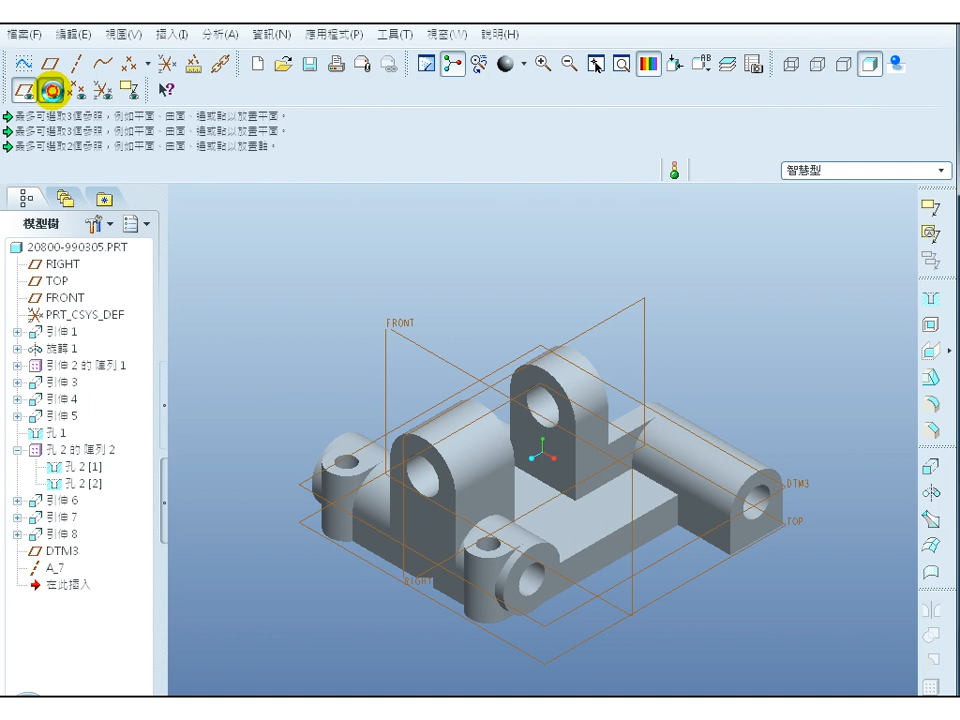 檔案(F) 編輯(E) 視圖(V) 插入(I) 分析(A) 資訊(N) 應用程式(P) 工具(T) 視窗(W) 說明(H)
最多可選取3個參照，例如平面、曲面、邊或點以放置平面。
最多可選取3個參照，例如平面、曲面、邊或點以放置平面。
最多可選取2個參照，例如平面、曲面、邊或點以放置軸。
智慧型
模型樹
20800-990305.PRT
RIGHT
TOP
FRONT
PRT_CSYS_DEF
引伸 1
旋轉 1
引伸 2 的 陣列 1
引伸 3
引伸 4
引伸 5
孔 1
孔 2 的 陣列 2
孔 2 [1]
孔 2 [2]
引伸 6
引伸 7
引伸 8
DTM3
A_7
在此插入
FRONT
DTM3
TOP
RIGHT